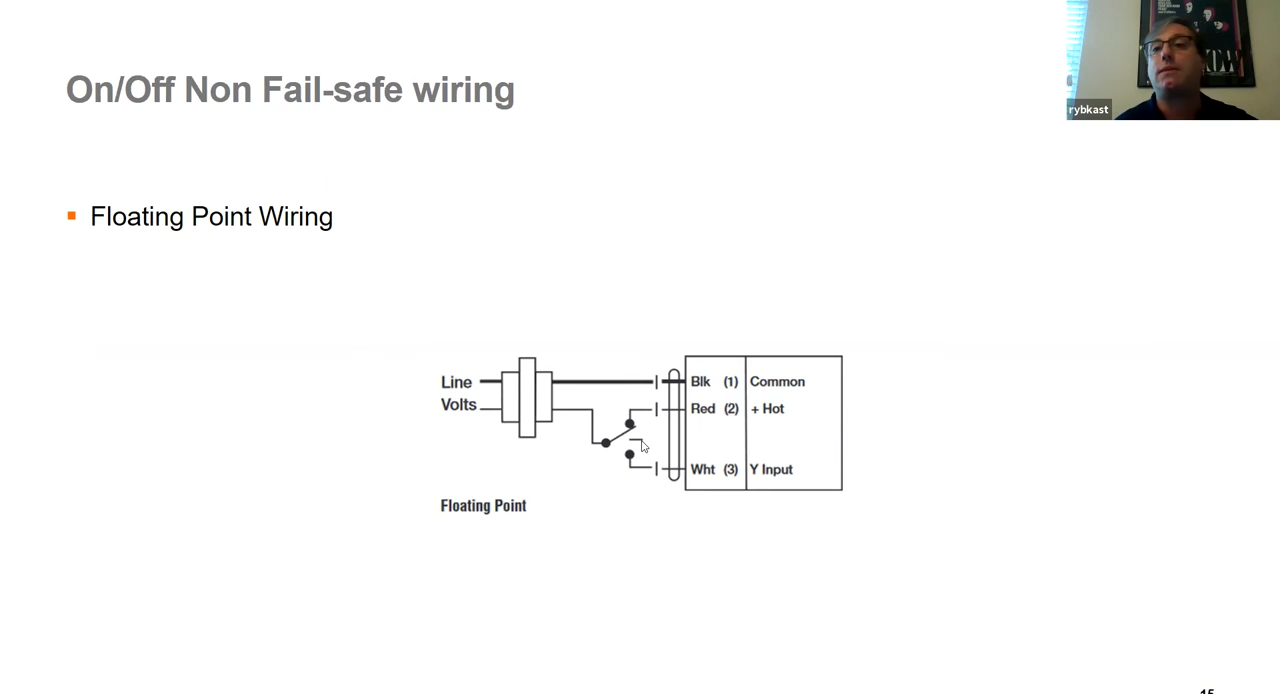 On/Off Non Fail-safe wiring
rybkast
Floating Point Wiring
Line
Volts
Blk (1) Common
Red (2) + Hot
Wht (3) Y Input
Floating Point
15